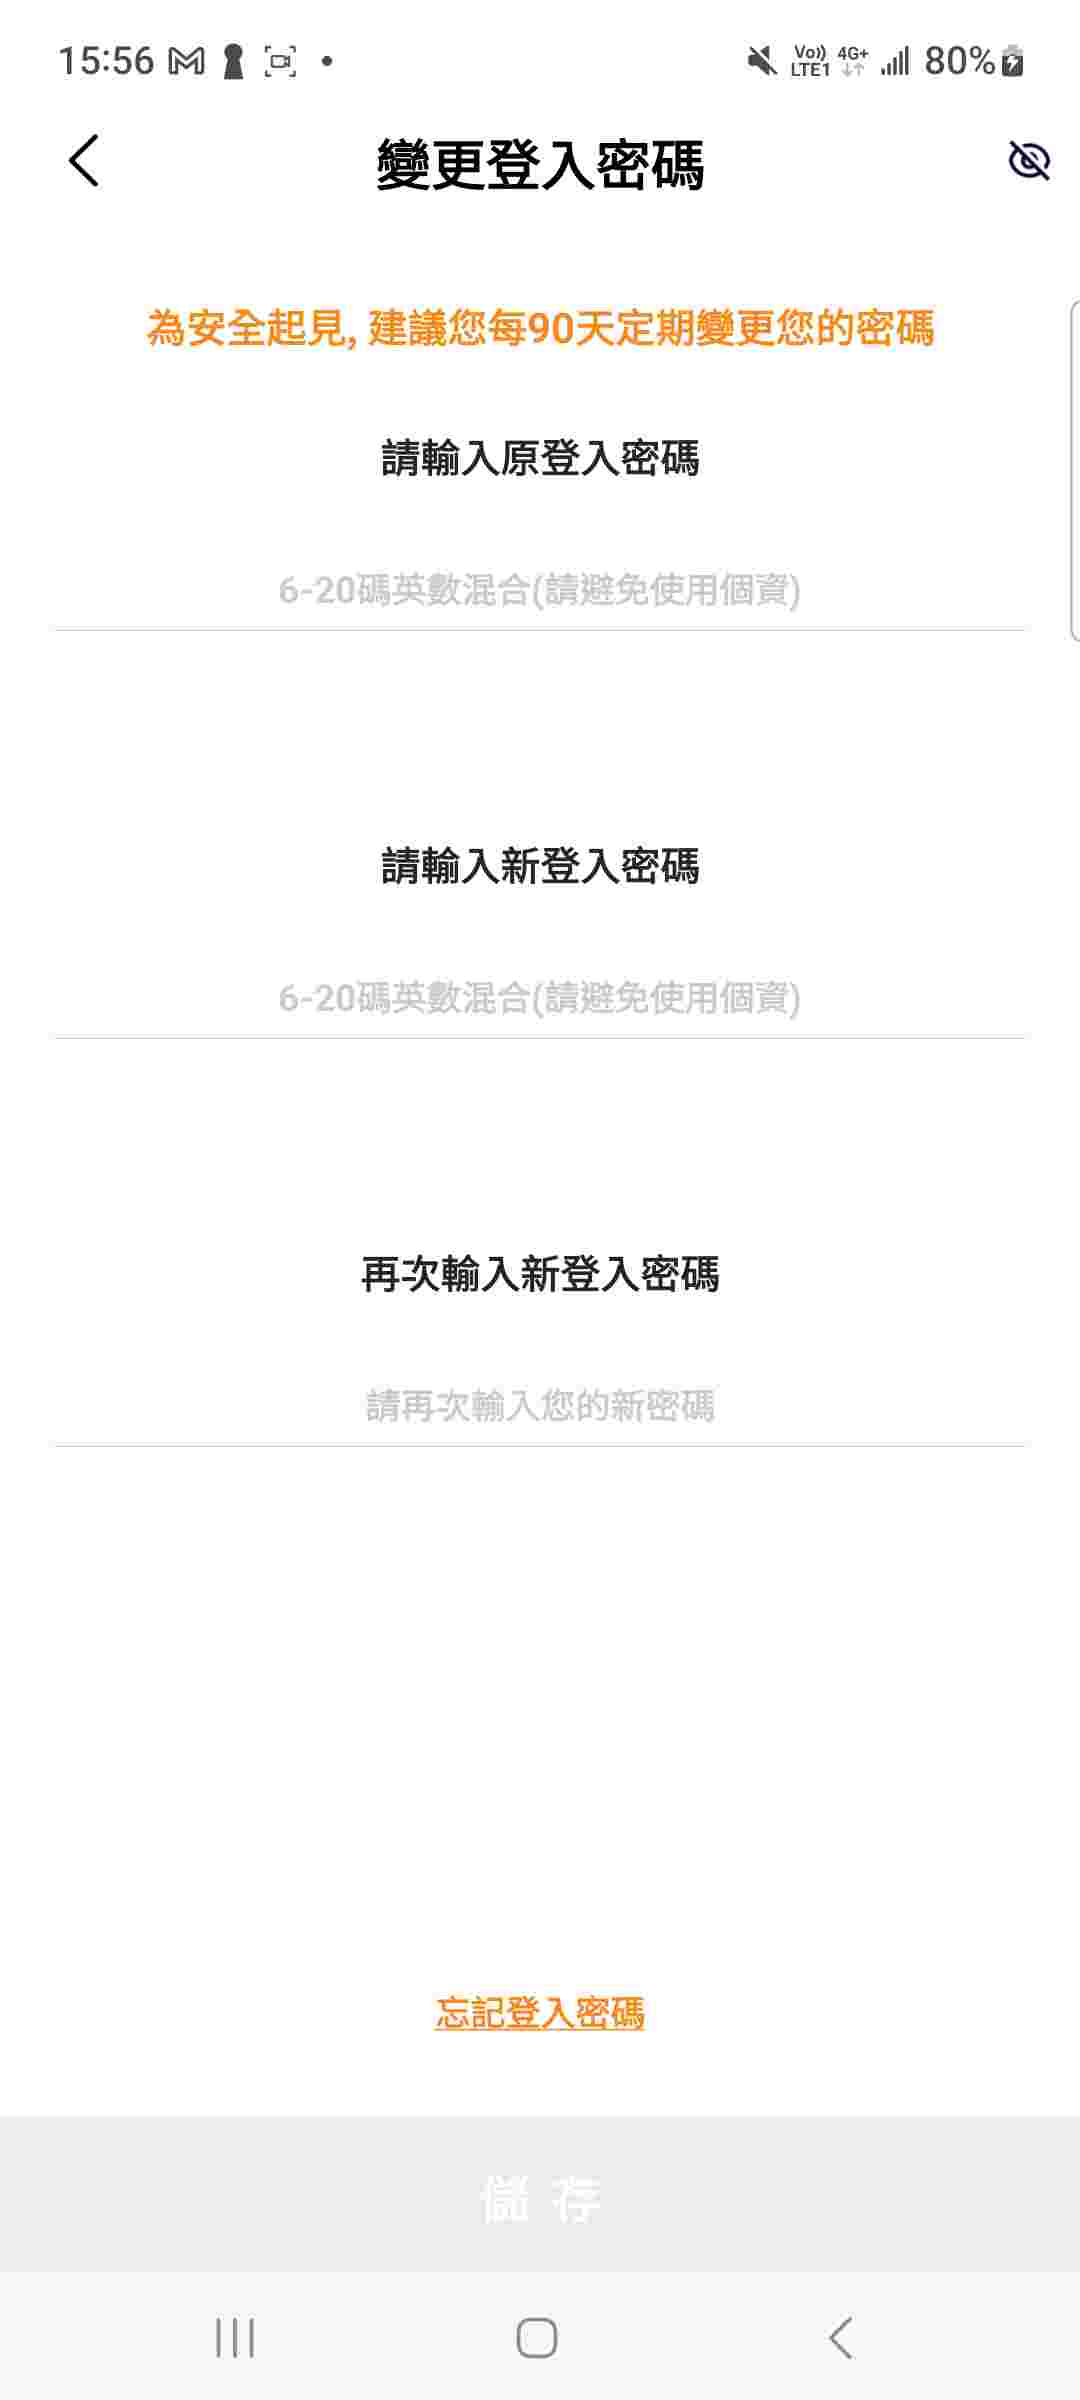 15:56
Vo)) LTE1 4G+ 80%
變更登入密碼
為安全起見, 建議您每90天定期變更您的密碼
請輸入原登入密碼
6-20碼英數混合(請避免使用個資)
請輸入新登入密碼
6-20碼英數混合(請避免使用個資)
再次輸入新登入密碼
請再次輸入您的新密碼
忘記登入密碼
儲 存